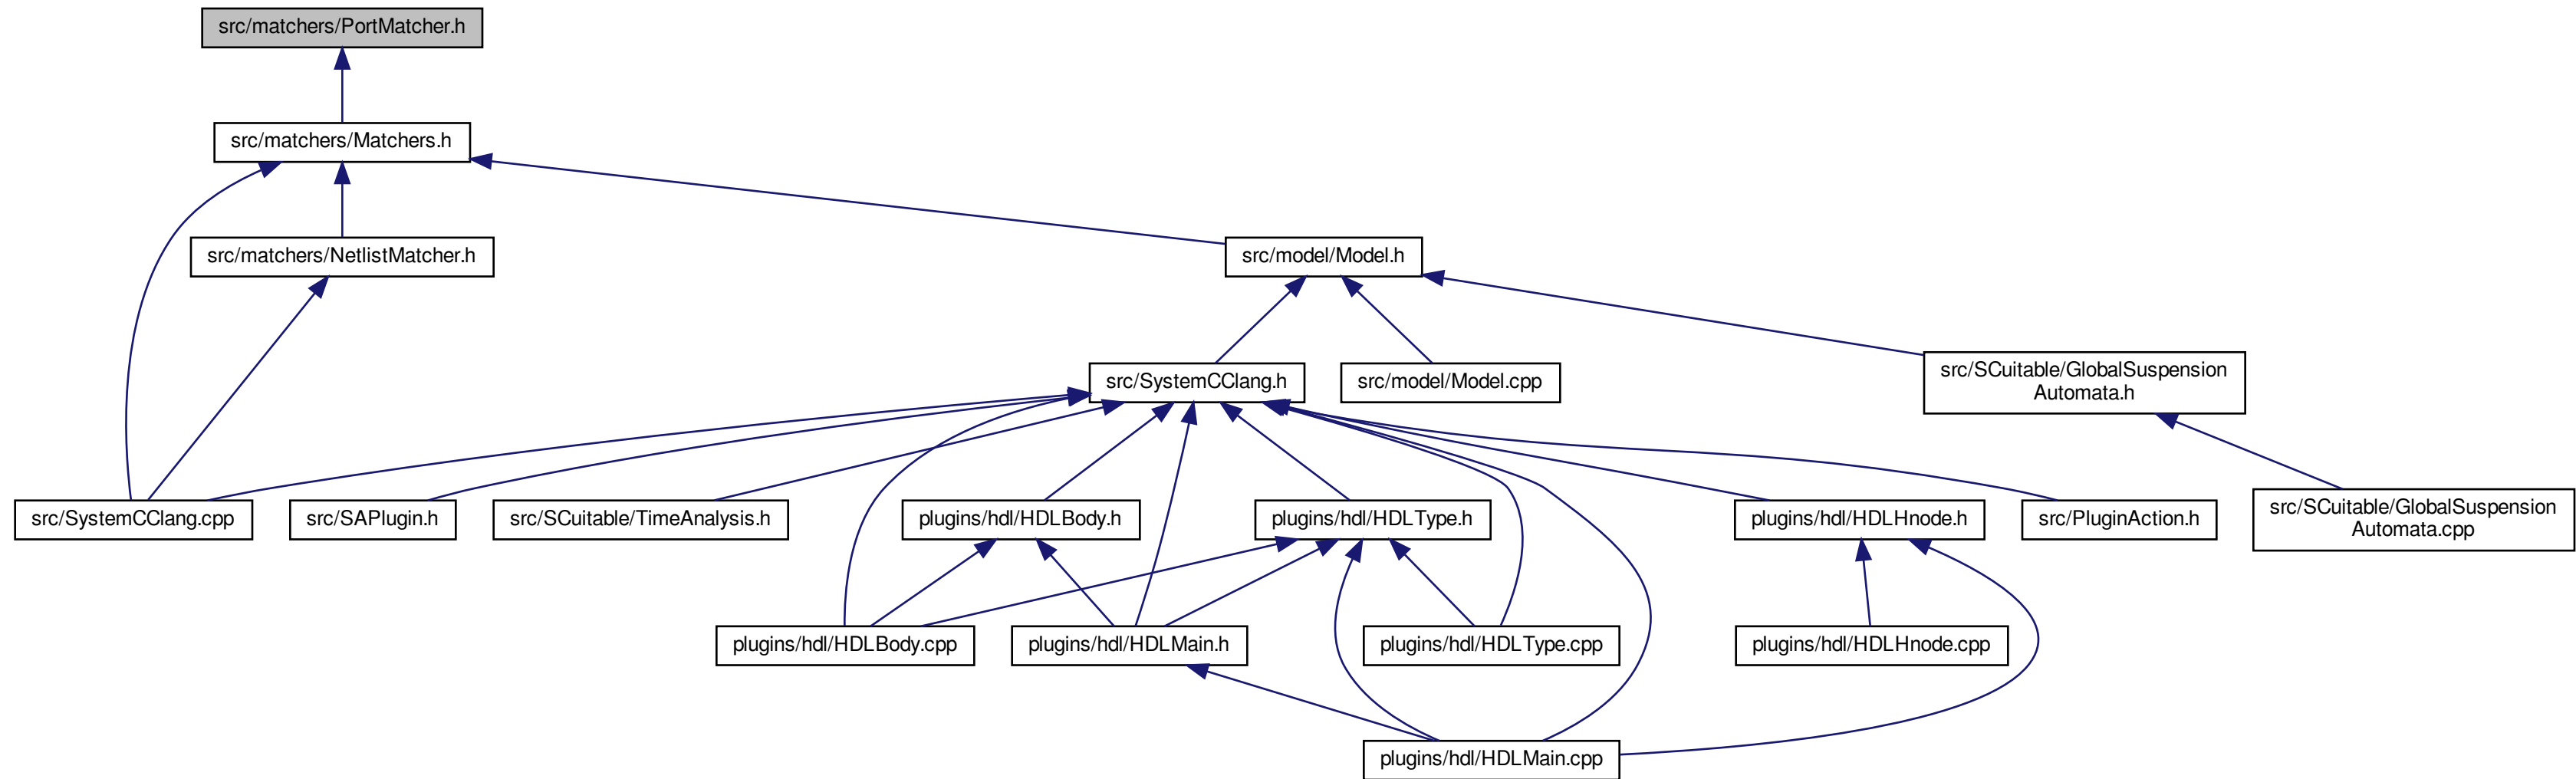 src/matchers/PortMatcher.h
src/matchers/Matchers.h
src/matchers/NetlistMatcher.h
src/model/Model.h
src/SystemCClang.h
src/model/Model.cpp
src/SCuitable/GlobalSuspension
Automata.h
src/SystemCClang.cpp
src/SAPlugin.h
src/SCuitable/TimeAnalysis.h
plugins/hdl/HDLBody.h
plugins/hdl/HDLType.h
plugins/hdl/HDLHnode.h
src/PluginAction.h
src/SCuitable/GlobalSuspension
Automata.cpp
plugins/hdl/HDLBody.cpp
plugins/hdl/HDLMain.h
plugins/hdl/HDLType.cpp
plugins/hdl/HDLHnode.cpp
plugins/hdl/HDLMain.cpp